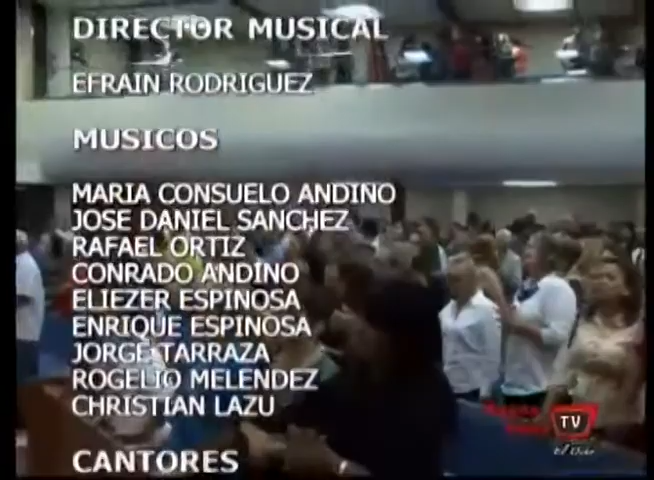 DIRECTOR MUSICAL
EFRAIN RODRIGUEZ
MUSICOS
MARIA CONSUELO ANDINO
JOSE DANIEL SANCHEZ
RAFAEL ORTIZ
CONRADO ANDINO
ELIEZER ESPINOSA
ENRIQUE ESPINOSA
JORGE TARRAZA
ROGELIO MELENDEZ
CHRISTIAN LAZU
CANTORES
TV